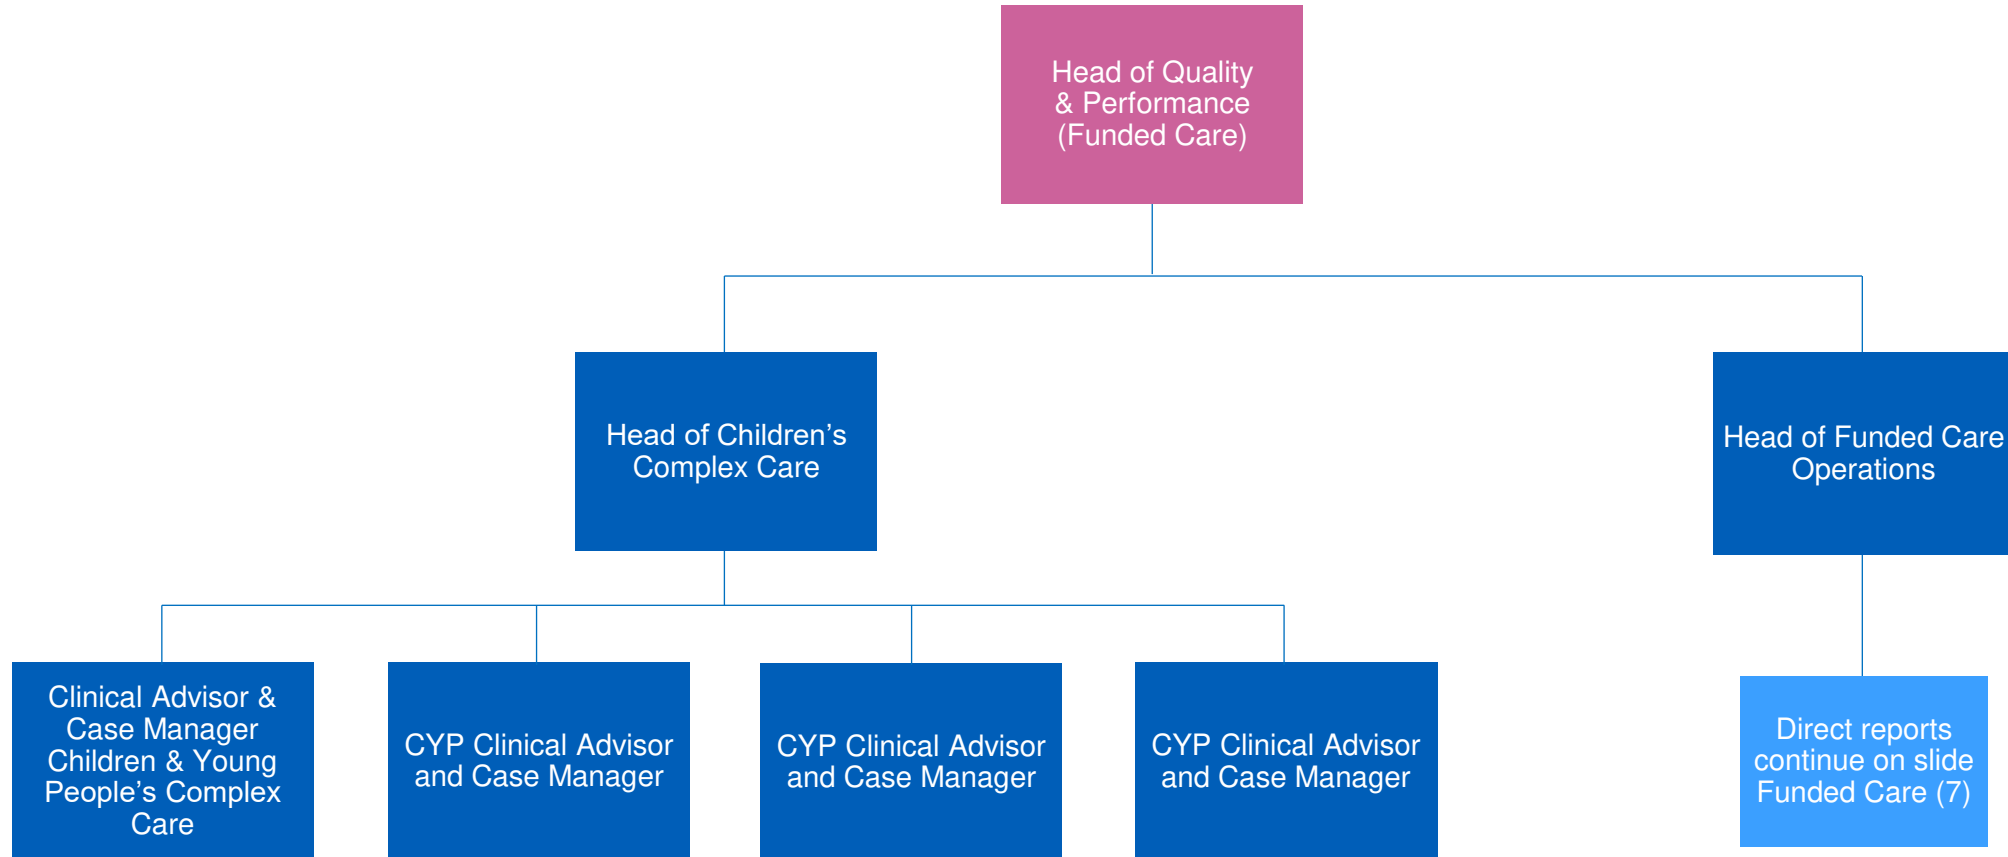 Head of Quality
& Performance
(Funded Care)
Head of Children’s
Complex Care
Head of Funded Care
Operations
Clinical Advisor &
Case Manager
Children & Young
People’s Complex
Care
CYP Clinical Advisor
and Case Manager
CYP Clinical Advisor
and Case Manager
CYP Clinical Advisor
and Case Manager
Direct reports
continue on slide
Funded Care (7)